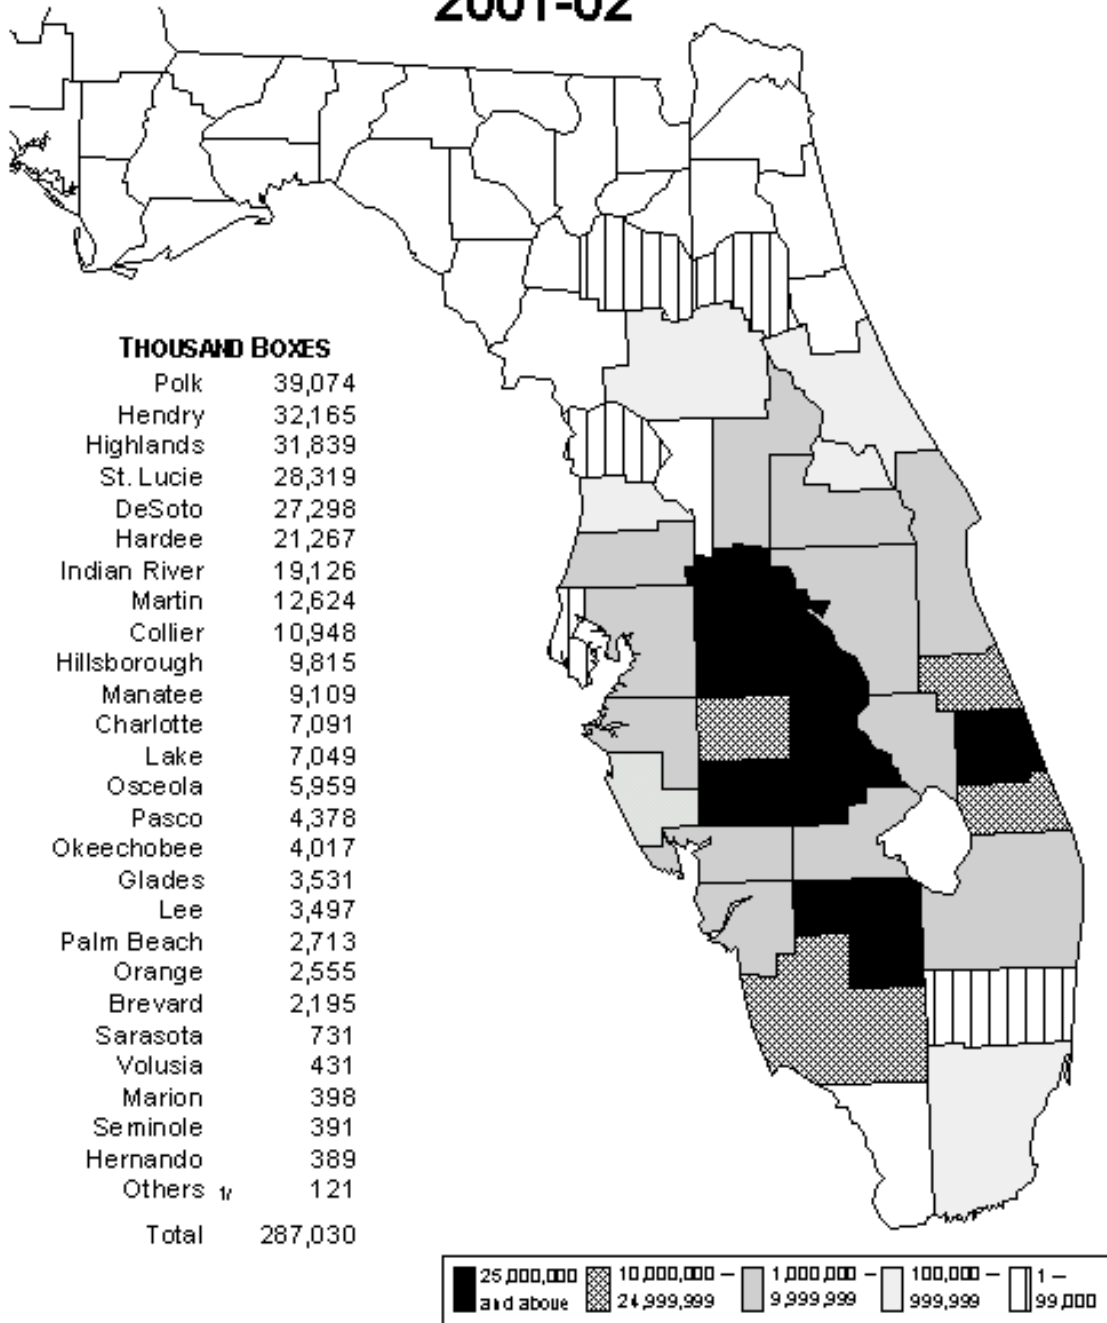 2001-02
THOUSAND BOXES
Polk 39,074
Hendry 32,165
Highlands 31,839
St. Lucie 28,319
DeSoto 27,298
Hardee 21,267
Indian River 19,126
Martin 12,624
Collier 10,948
Hillsborough 9,815
Manatee 9,109
Charlotte 7,091
Lake 7,049
Osceola 5,959
Pasco 4,378
Okeechobee 4,017
Glades 3,531
Lee 3,497
Palm Beach 2,713
Orange 2,555
Brevard 2,195
Sarasota 731
Volusia 431
Marion 398
Seminole 391
Hernando 389
Others 1/ 121
Total 287,030
25,000,000 10,000,000 – 1,000,000 – 100,000 – 1 –
and above 24,999,999 9,999,999 999,999 99,000